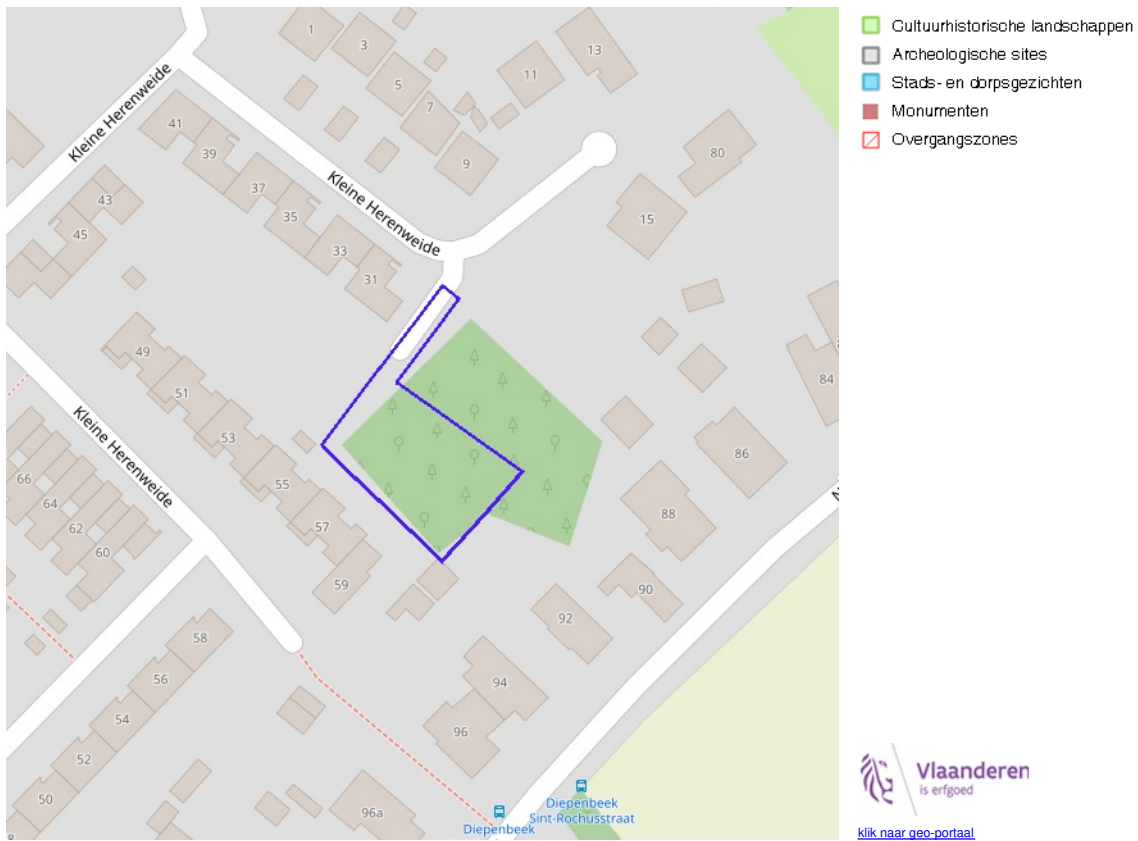 1
3
13
11
5
7
9
80
15
Kleine Herenweide
41
39
37
35
33
31
Kleine Herenweide
43
45
49
51
53
55
57
59
Kleine Herenweide
66
64
62
60
84
86
88
90
92
94
96
96a
58
56
54
52
50
Diepenbeek
Sint-Rochusstraat
Diepenbeek
Cultuurhistorische landschappen
Archeologische sites
Stads- en dorpsgezichten
Monumenten
Overgangszones
Vlaanderen
is erfgoed
klik naar geo-portaal